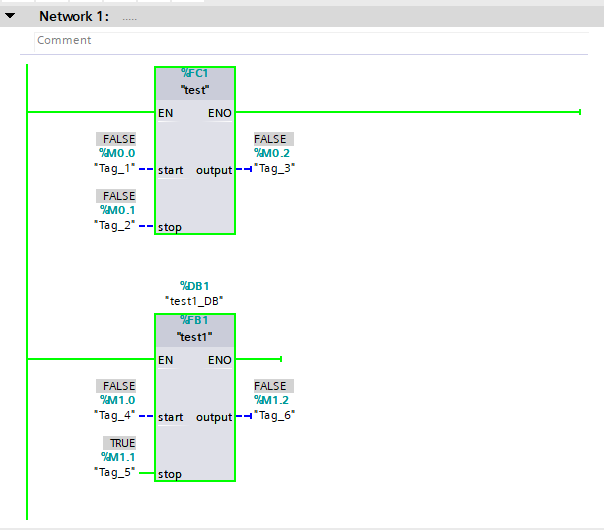 Network 1: .....
Comment
%FC1
"test"
EN ENO
FALSE
%M0.0
"Tag_1"
start
output
FALSE
%M0.2
"Tag_3"
FALSE
%M0.1
"Tag_2"
stop
%DB1
"test1_DB"
%FB1
"test1"
EN ENO
FALSE
%M1.0
"Tag_4"
start
output
FALSE
%M1.2
"Tag_6"
TRUE
%M1.1
"Tag_5"
stop